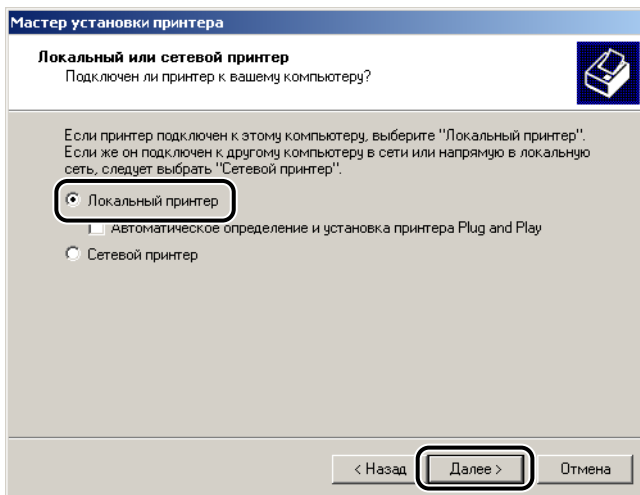 Мастер установки принтера
Локальный или сетевой принтер
Подключен ли принтер к вашему компьютеру?
Если принтер подключен к этому компьютеру, выберите "Локальный принтер".
Если же он подключен к другому компьютеру в сети или напрямую в локальную
сеть, следует выбрать "Сетевой принтер".
Локальный принтер
Автоматическое определение и установка принтера Plug and Play
Сетевой принтер
< Назад Далее > Отмена